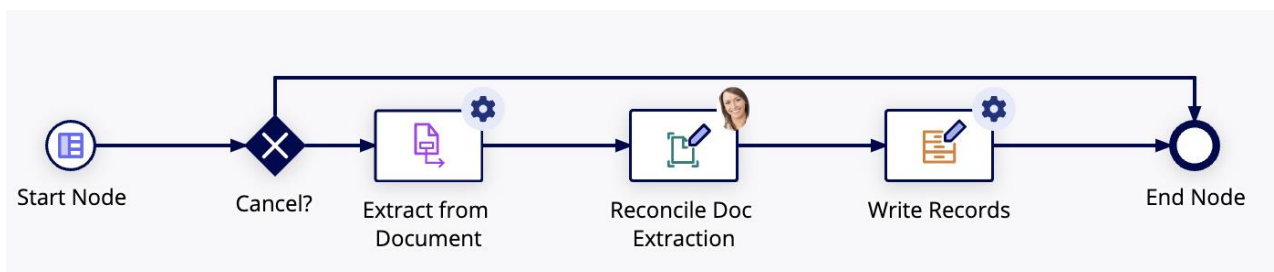 Start Node
Cancel?
Extract from
Document
Reconcile Doc
Extraction
Write Records
End Node